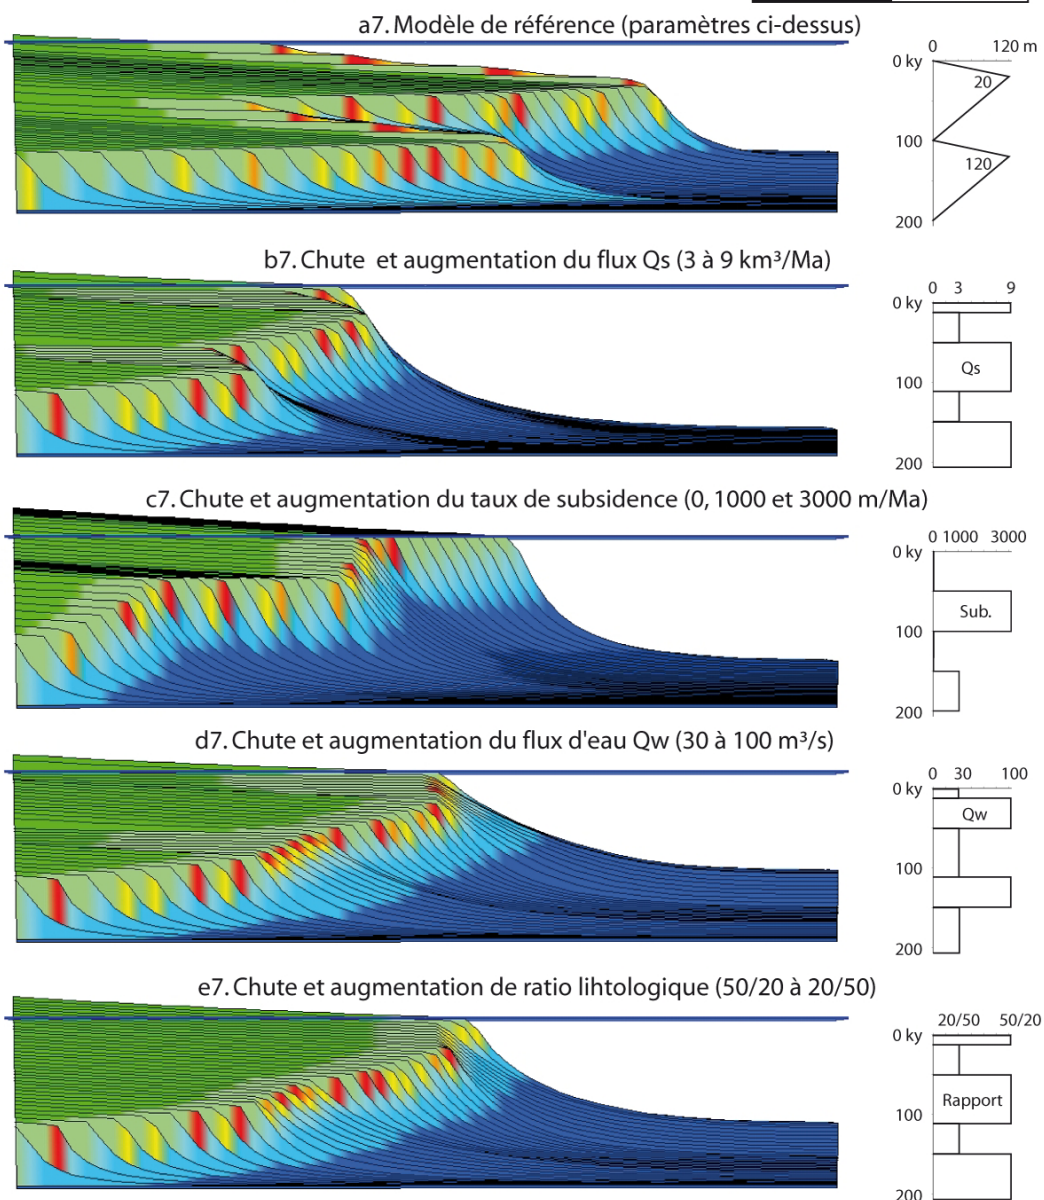 a7. Modèle de référence (paramètres ci-dessus)
0 120 m
0 ky
20
100
120
200
b7. Chute et augmentation du flux Qs (3 à 9 km³/Ma)
0 3 9
0 ky
Qs
100
200
c7. Chute et augmentation du taux de subsidence (0, 1000 et 3000 m/Ma)
0 1000 3000
0 ky
Sub.
100
200
d7. Chute et augmentation du flux d'eau Qw (30 à 100 m³/s)
0 30 100
0 ky
Qw
100
200
e7. Chute et augmentation de ratio lihtologique (50/20 à 20/50)
20/50 50/20
0 ky
Rapport
100
200